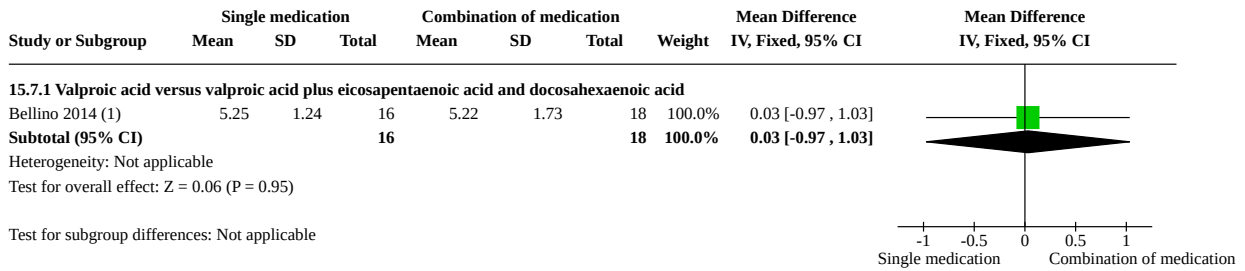 Single medication Combination of medication Mean Difference Mean Difference
Study or Subgroup Mean SD Total Mean SD Total Weight IV, Fixed, 95% CI IV, Fixed, 95% CI
15.7.1 Valproic acid versus valproic acid plus eicosapentaenoic acid and docosahexaenoic acid
Bellino 2014 (1) 5.25 1.24 16 5.22 1.73 18 100.0% 0.03 [-0.97 , 1.03]
Subtotal (95% CI) 16 18 100.0% 0.03 [-0.97 , 1.03]
Heterogeneity: Not applicable
Test for overall effect: Z = 0.06 (P = 0.95)
Test for subgroup differences: Not applicable
-1 -0.5 0 0.5 1
Single medication Combination of medication